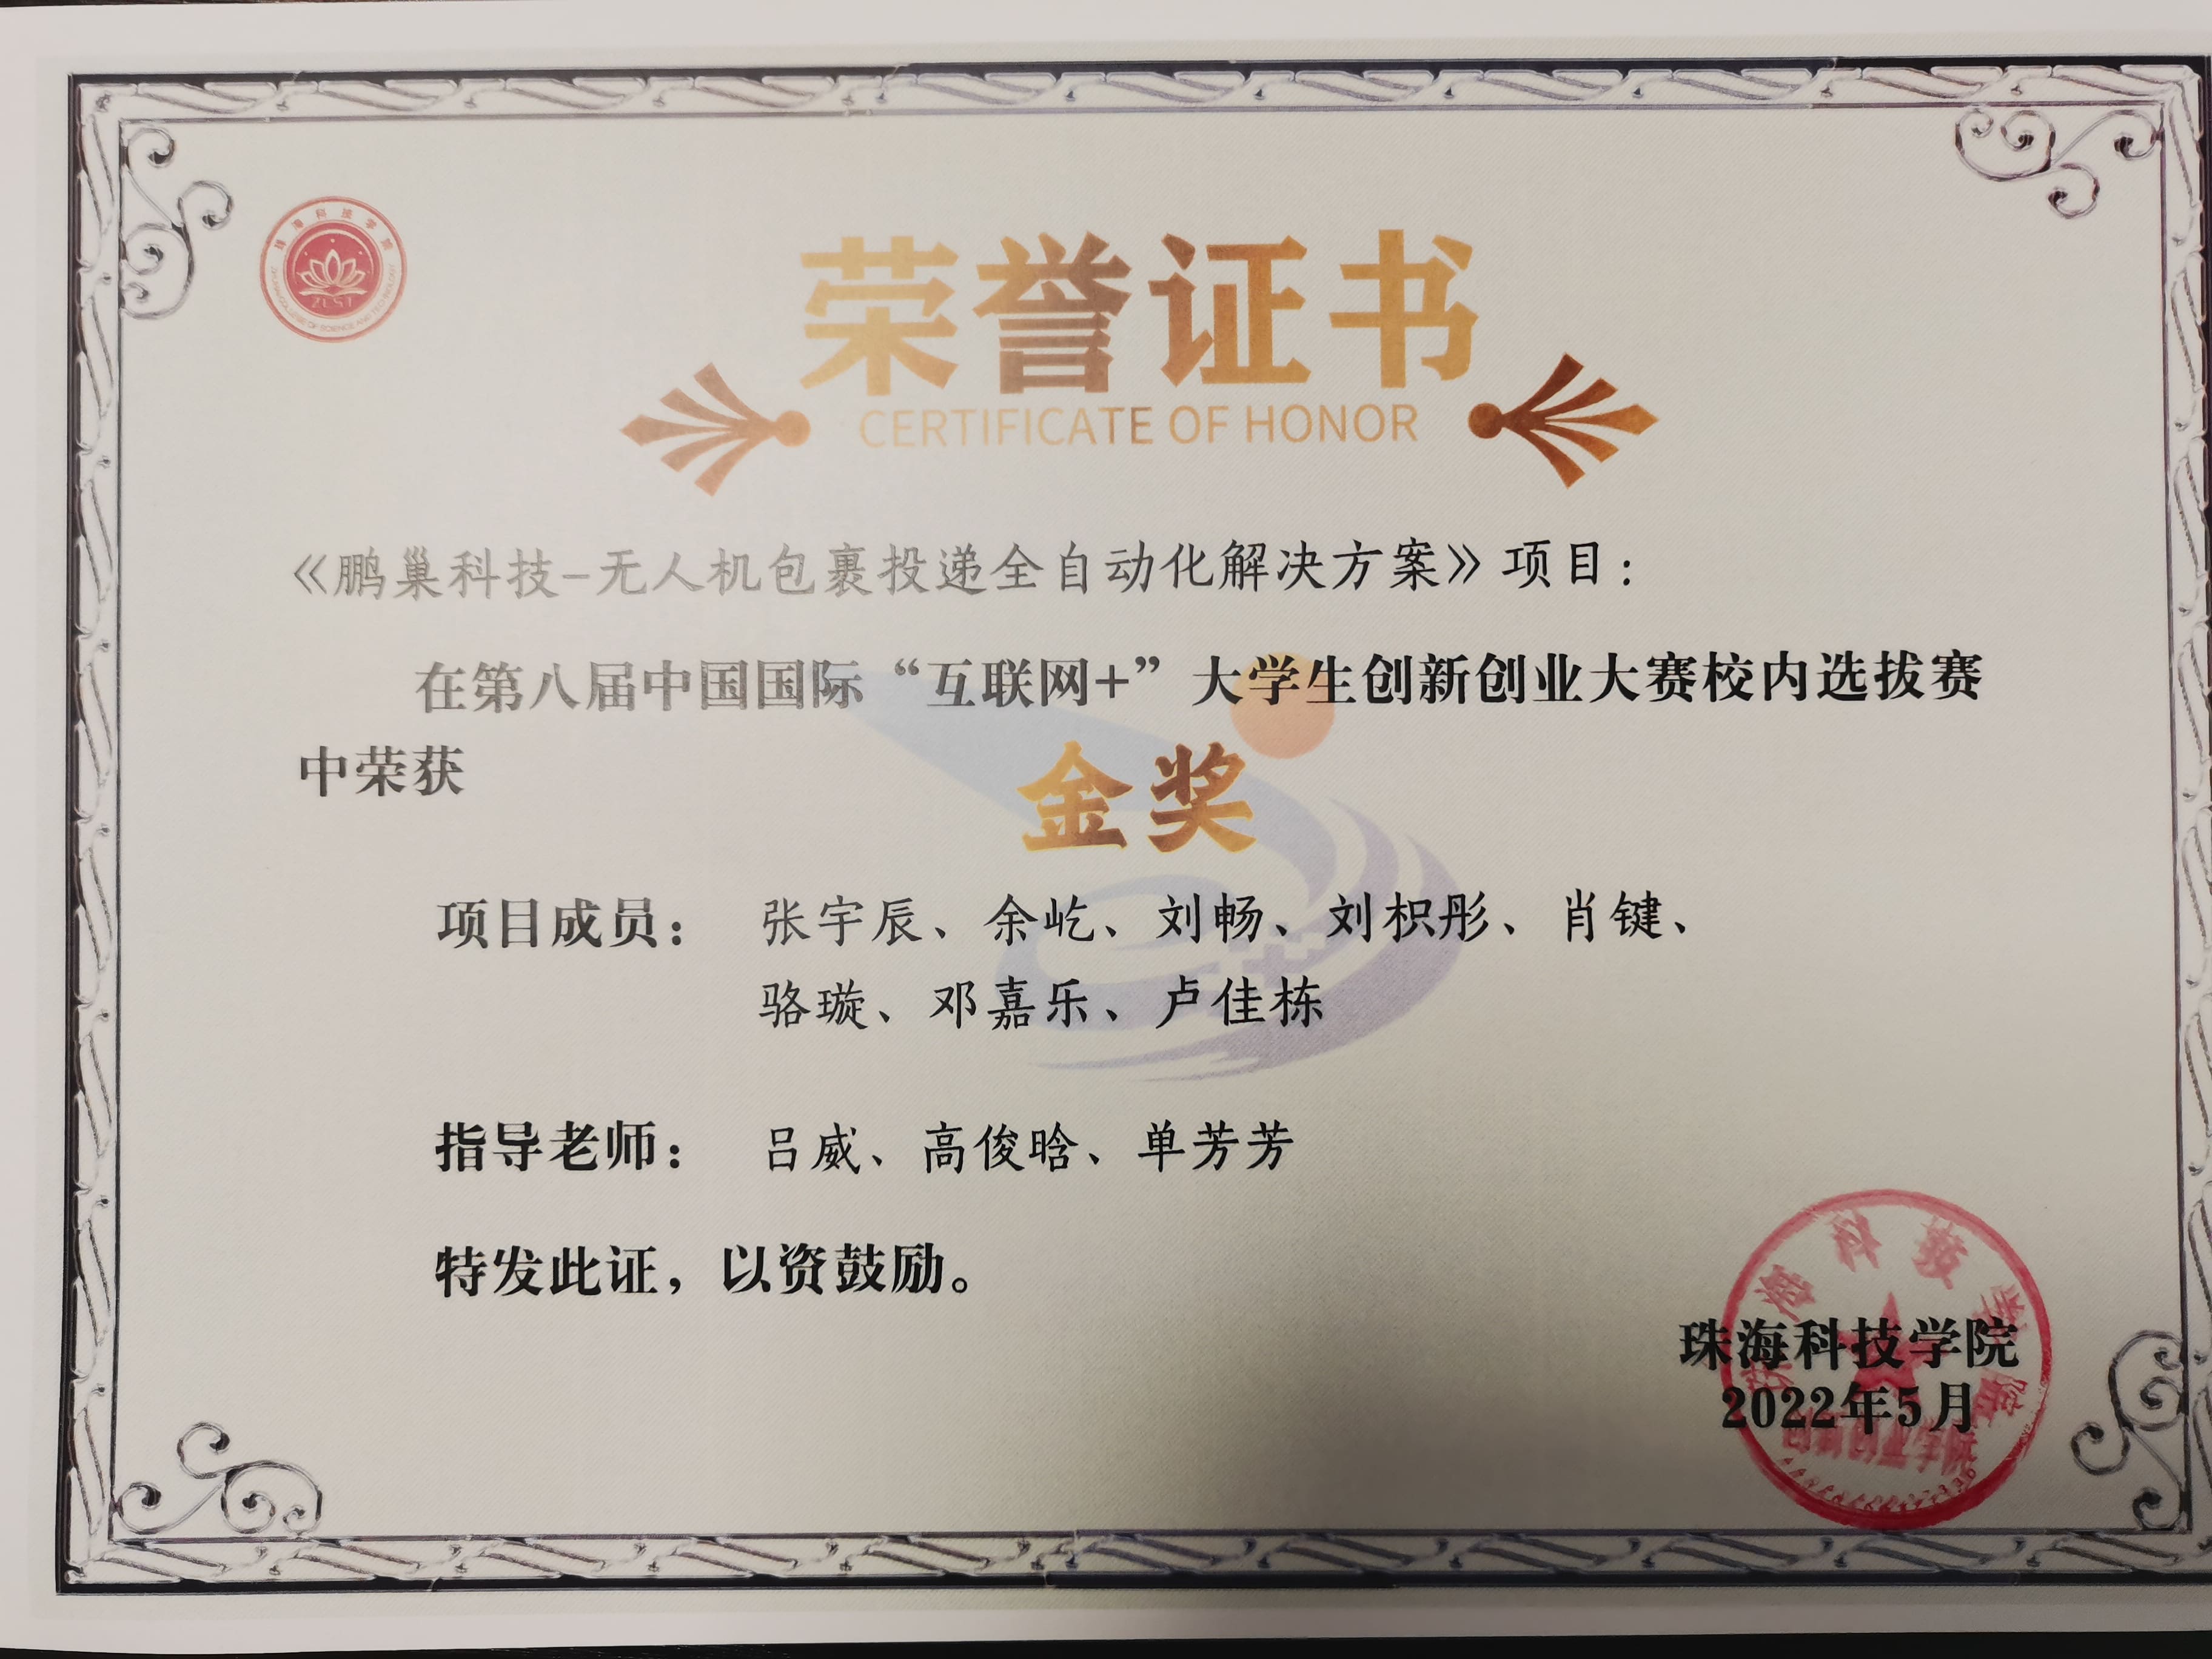 珠海科技学院
ZCST
ZHUHAI COLLEGE OF SCIENCE AND TECHNOLOGY
荣誉证书
CERTIFICATE OF HONOR
《鹏巢科技-无人机包裹投递全自动化解决方案》项目：
在第八届中国国际“互联网+”大学生创新创业大赛校内选拔赛
中荣获
金奖
项目成员： 张宇辰、余屹、刘畅、刘枳彤、肖键、
骆璇、邓嘉乐、卢佳栋
指导老师： 吕威、高俊晗、单芳芳
特发此证，以资鼓励。
珠海科技学院
2022年5月
珠海科技学院
创新创业学院